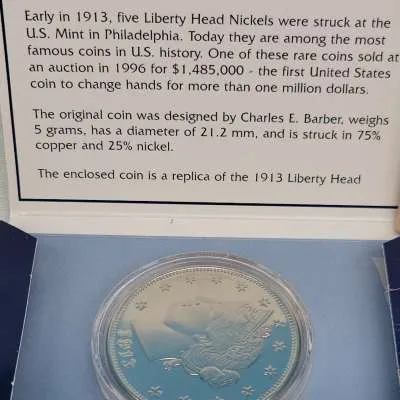 Early in 1913, five Liberty Head Nickels were struck at the
U.S. Mint in Philadelphia. Today they are among the most
famous coins in U.S. history. One of these rare coins sold at
an auction in 1996 for $1,485,000 - the first United States
coin to change hands for more than one million dollars.
The original coin was designed by Charles E. Barber, weighs
5 grams, has a diameter of 21.2 mm, and is struck in 75%
copper and 25% nickel.
The enclosed coin is a replica of the 1913 Liberty Head
1913